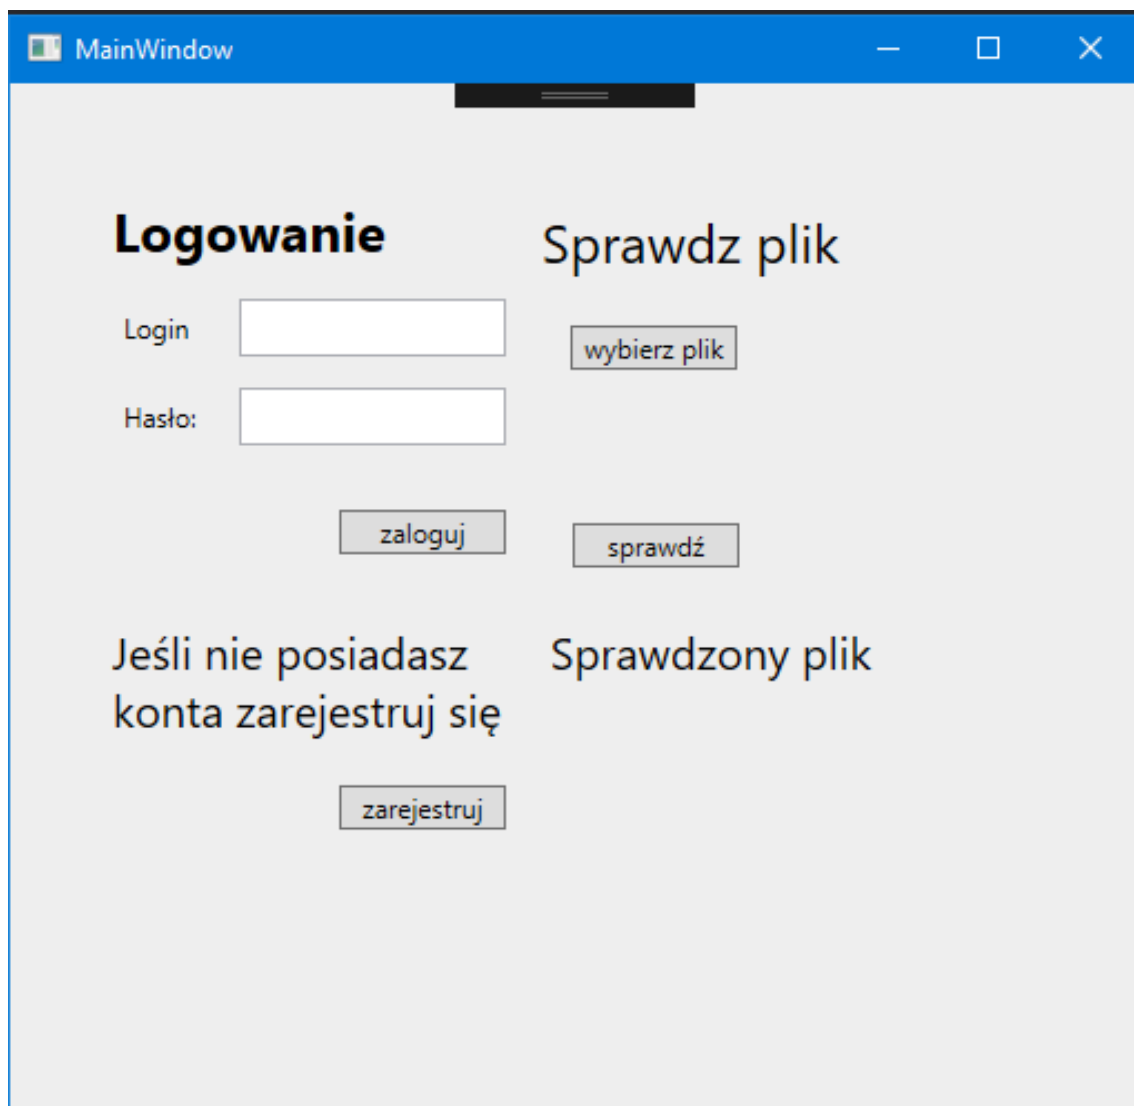 MainWindow
Logowanie
Sprawdz plik
Login
wybierz plik
Hasło:
zaloguj
sprawdź
Jeśli nie posiadasz
konta zarejestruj się
Sprawdzony plik
zarejestruj